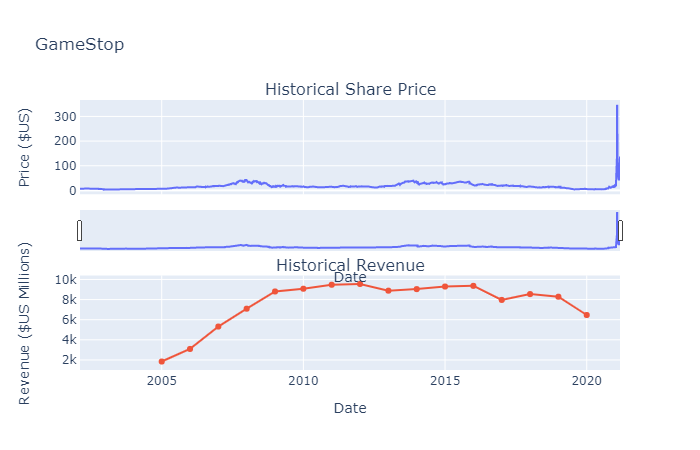 GameStop
Historical Share Price
Price ($US)
300
200
100
0
Historical Revenue
Date
Revenue ($US Millions)
10k
8k
6k
4k
2k
2005 2010 2015 2020
Date